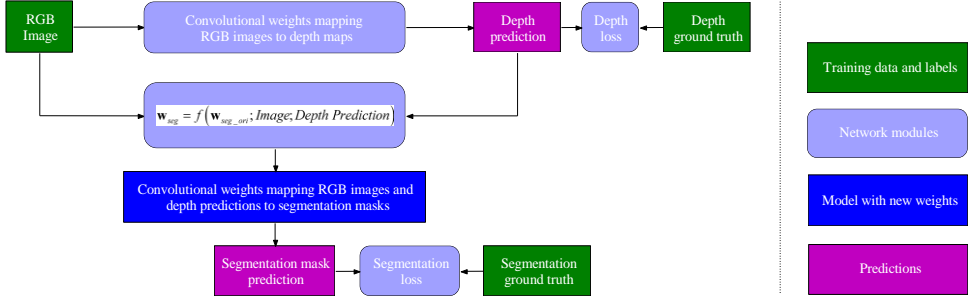 RGB
Image
Convolutional weights mapping
RGB images to depth maps
Depth
prediction
Depth
loss
Depth
ground truth
w_seg = f(w_seg_ori; Image; Depth Prediction)
Convolutional weights mapping RGB images and
depth predictions to segmentation masks
Segmentation mask
prediction
Segmentation
loss
Segmentation
ground truth
Training data and labels
Network modules
Model with new weights
Predictions